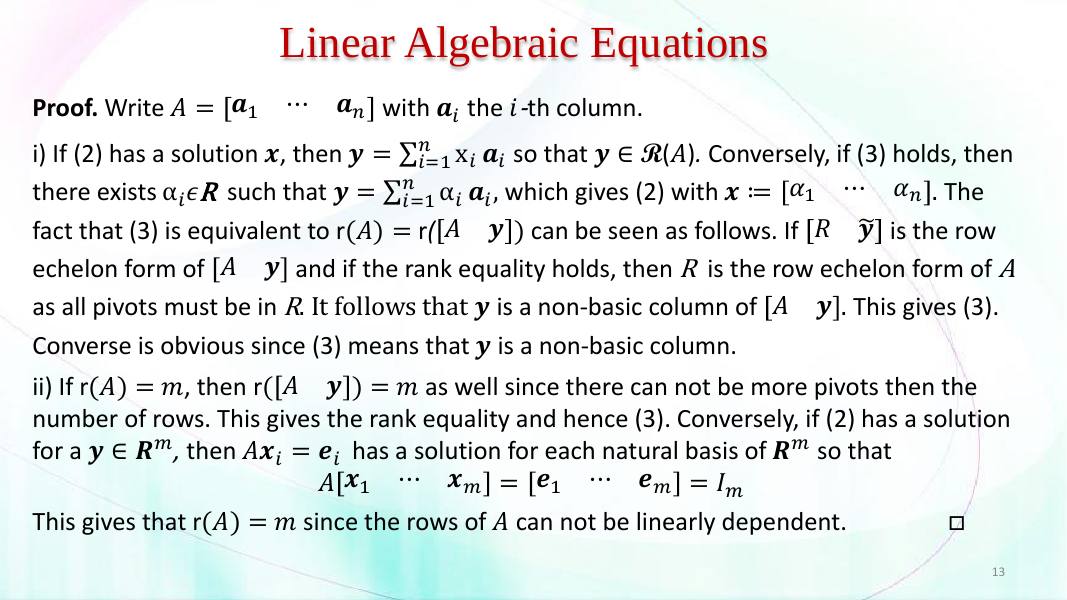 Linear Algebraic Equations
Proof. Write A = [𝒂₁ ⋯ 𝒂ₙ] with 𝒂ᵢ the i-th column.
i) If (2) has a solution 𝒙, then 𝒚 = ∑ⁿᵢ₌₁ xᵢ 𝒂ᵢ so that 𝒚 ∈ 𝓡(A). Conversely, if (3) holds, then
there exists αᵢϵ𝑹 such that 𝒚 = ∑ⁿᵢ₌₁ αᵢ 𝒂ᵢ, which gives (2) with 𝒙 ≔ [α₁ ⋯ αₙ]. The
fact that (3) is equivalent to r(A) = r([A 𝒚]) can be seen as follows. If [R 𝒚̃] is the row
echelon form of [A 𝒚] and if the rank equality holds, then R is the row echelon form of A
as all pivots must be in R. It follows that 𝒚 is a non-basic column of [A 𝒚]. This gives (3).
Converse is obvious since (3) means that 𝒚 is a non-basic column.
ii) If r(A) = m, then r([A 𝒚]) = m as well since there can not be more pivots then the
number of rows. This gives the rank equality and hence (3). Conversely, if (2) has a solution
for a 𝒚 ∈ 𝑹ᵐ, then A𝒙ᵢ = 𝒆ᵢ has a solution for each natural basis of 𝑹ᵐ so that
A[𝒙₁ ⋯ 𝒙ₘ] = [𝒆₁ ⋯ 𝒆ₘ] = Iₘ
This gives that r(A) = m since the rows of A can not be linearly dependent. □
13